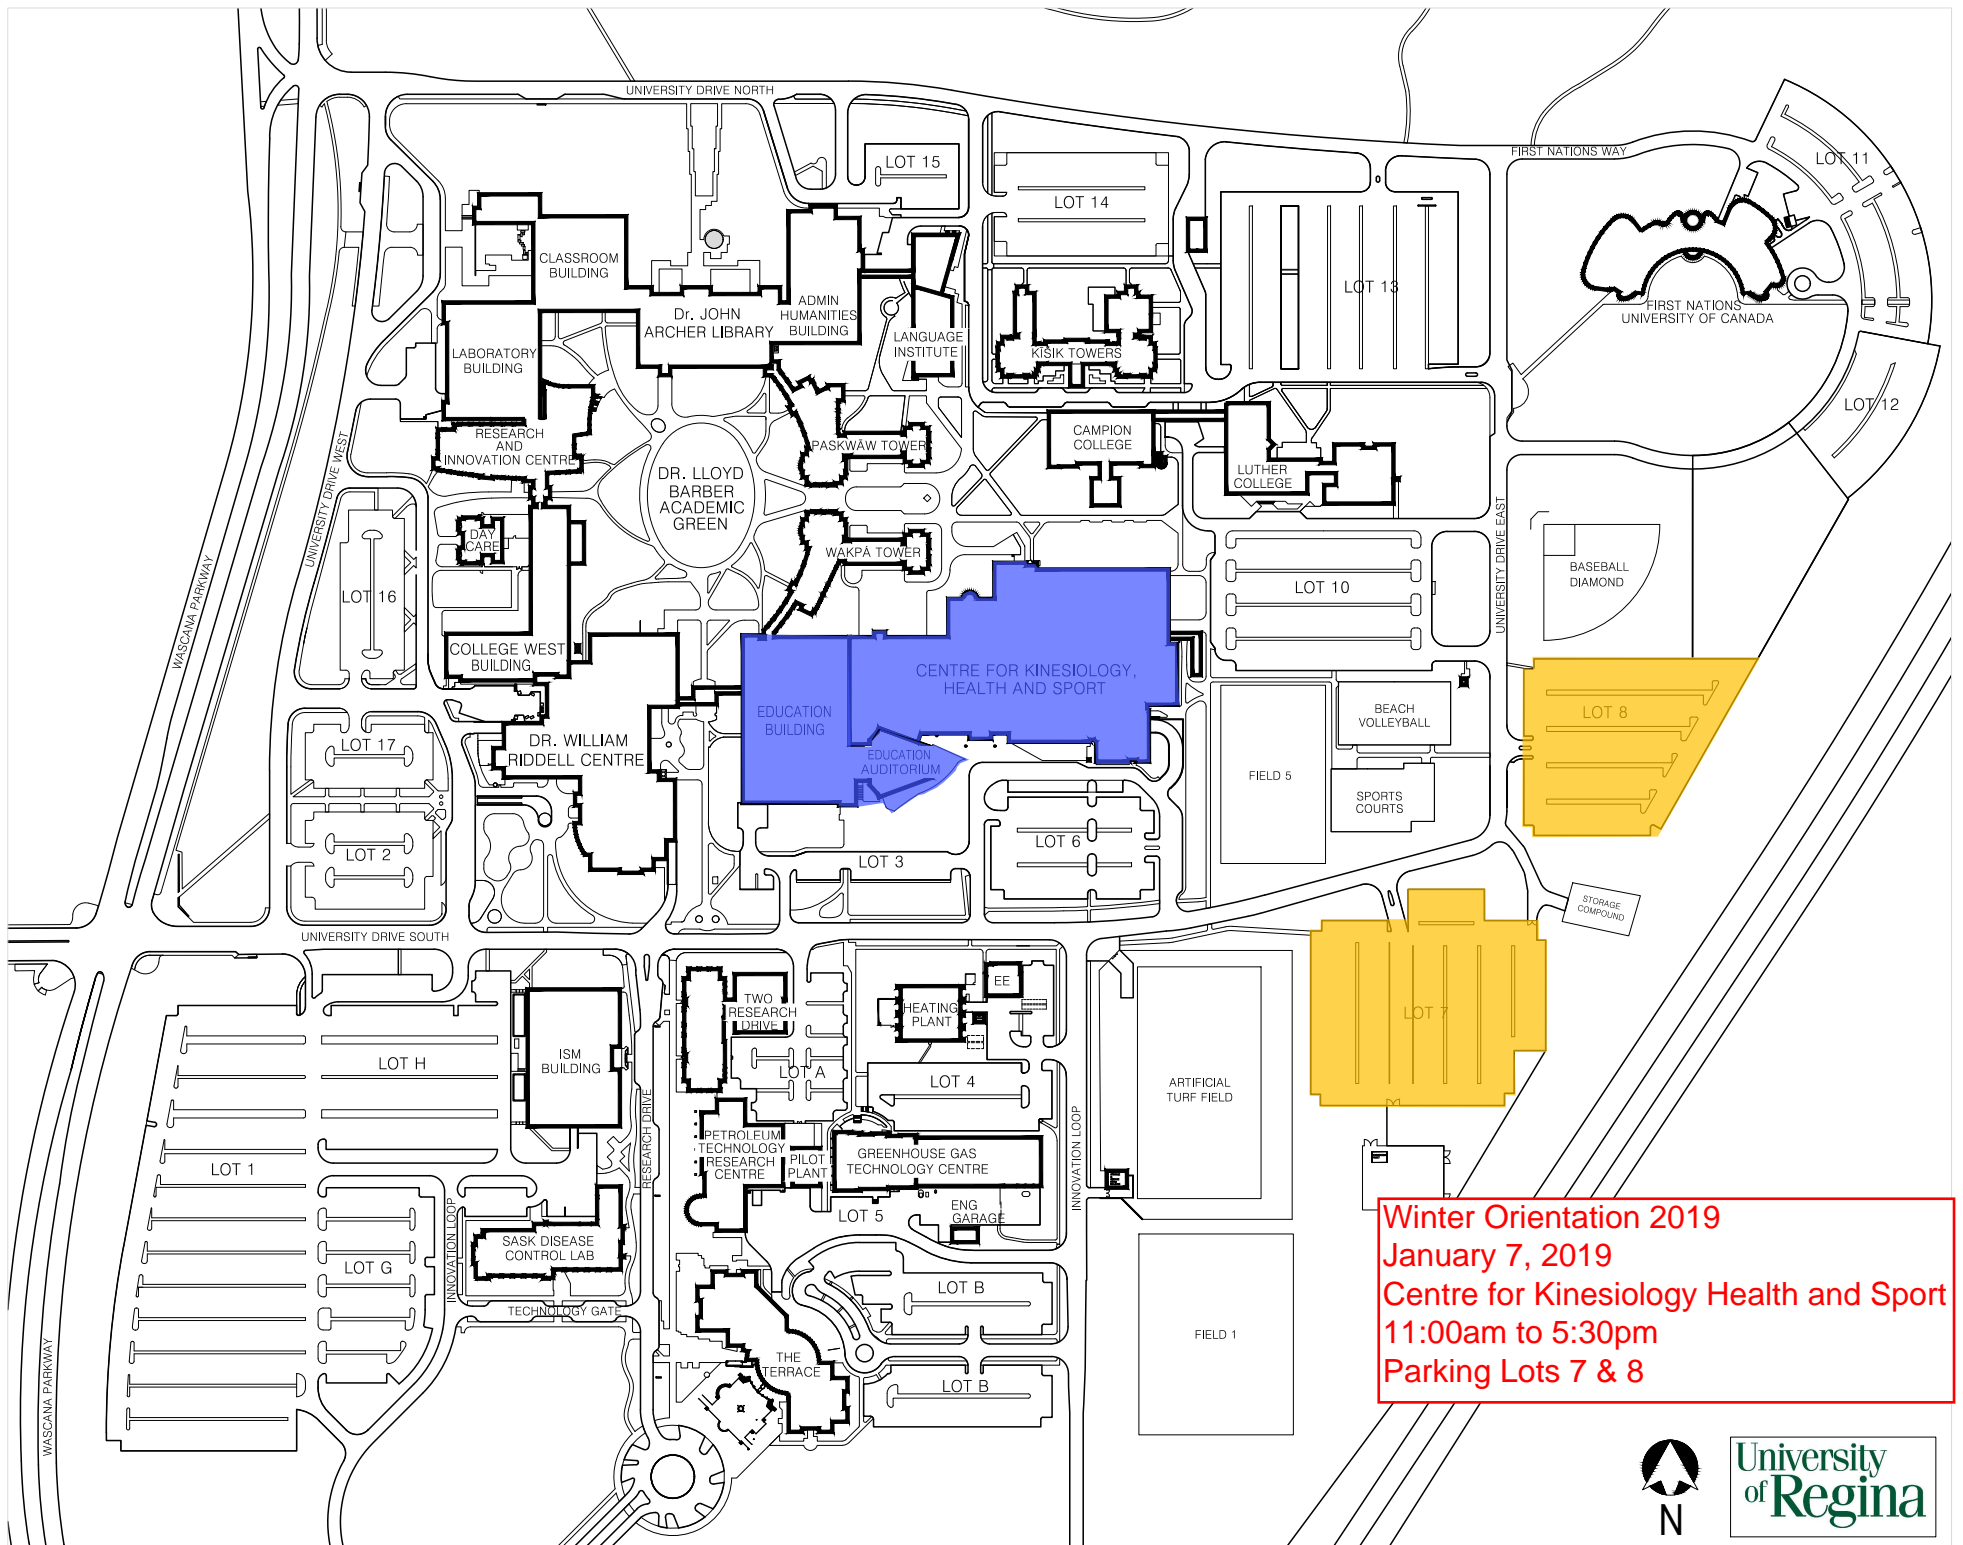 UNIVERSITY DRIVE NORTH
FIRST NATIONS WAY
LOT 15
LOT 11
LOT 14
CLASSROOM
BUILDING
LOT 13
ADMIN
HUMANITIES
BUILDING
Dr. JOHN
ARCHER LIBRARY
FIRST NATIONS
UNIVERSITY OF CANADA
LANGUAGE
INSTITUTE
KĪSIK TOWERS
LABORATORY
BUILDING
LOT 12
RESEARCH
AND
INNOVATION CENTRE
PASKWĀW TOWER
CAMPION
COLLEGE
LUTHER
COLLEGE
DR. LLOYD
BARBER
ACADEMIC
GREEN
UNIVERSITY DRIVE WEST
UNIVERSITY DRIVE EAST
DAY
CARE
WAKPĀ TOWER
WASCANA PARKWAY
LOT 16
LOT 10
BASEBALL
DIAMOND
COLLEGE WEST
BUILDING
CENTRE FOR KINESIOLOGY,
HEALTH AND SPORT
EDUCATION
BUILDING
BEACH
VOLLEYBALL
LOT 8
LOT 17
DR. WILLIAM
RIDDELL CENTRE
EDUCATION
AUDITORIUM
FIELD 5
SPORTS
COURTS
LOT 2
LOT 3
LOT 6
STORAGE
COMPOUND
UNIVERSITY DRIVE SOUTH
TWO
RESEARCH
DRIVE
HEATING
PLANT
EE
LOT 7
LOT H
ISM
BUILDING
LOT A
LOT 4
ARTIFICIAL
TURF FIELD
RESEARCH DRIVE
INNOVATION LOOP
PETROLEUM
TECHNOLOGY
RESEARCH
CENTRE
PILOT
PLANT
GREENHOUSE GAS
TECHNOLOGY CENTRE
LOT 1
LOT 5
ENG
GARAGE
INNOVATION LOOP
SASK DISEASE
CONTROL LAB
LOT G
LOT B
TECHNOLOGY GATE
FIELD 1
THE
TERRACE
LOT B
WASCANA PARKWAY
Winter Orientation 2019
January 7, 2019
Centre for Kinesiology Health and Sport
11:00am to 5:30pm
Parking Lots 7 & 8
N
University
of Regina